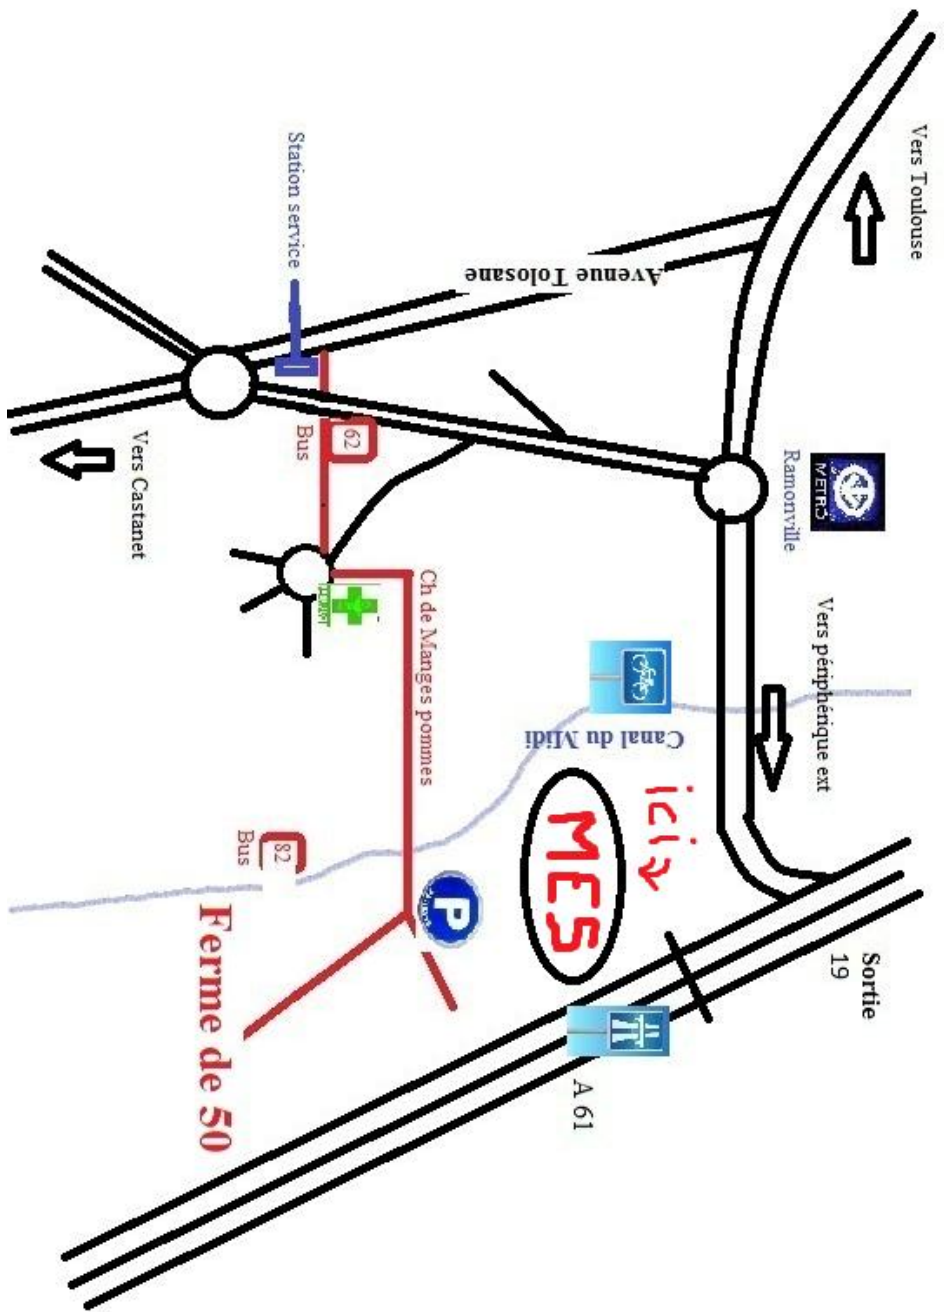 Vers Toulouse
Avenue Tolosane
Station service
METRO
Ramonville
Vers périphérique ext
62
Bus
Vers Castanet
Ch de Manges pommes
Canal du Midi
ici
MES
82
Bus
P
Sortie
19
A 61
Ferme de 50